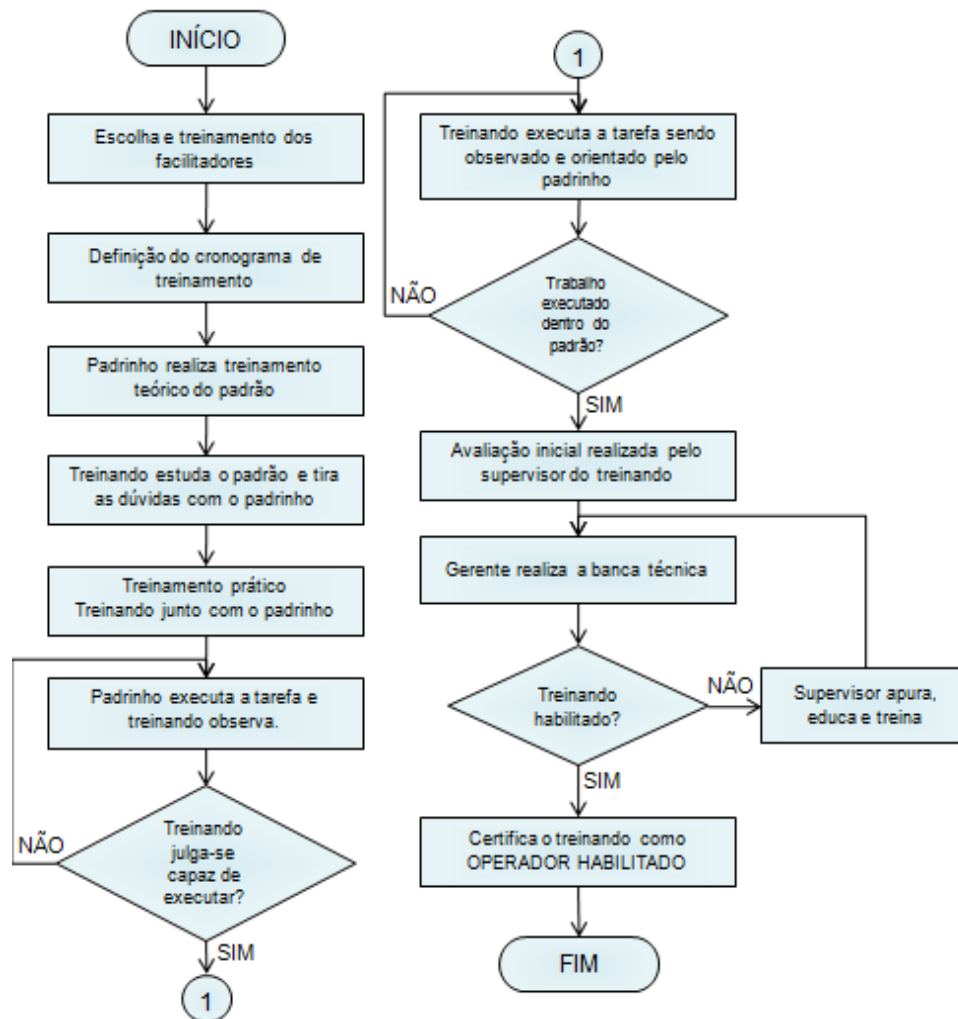 INÍCIO
Escolha e treinamento dos
facilitadores
Definição do cronograma de
treinamento
Padrinho realiza treinamento
teórico do padrão
Treinando estuda o padrão e tira
as dúvidas com o padrinho
Treinamento prático
Treinando junto com o padrinho
Padrinho executa a tarefa e
treinando observa.
NÃO
Treinando
julga-se
capaz de
executar?
SIM
1
1
Treinando executa a tarefa sendo
observado e orientado pelo
padrinho
NÃO
Trabalho
executado
dentro do
padrão?
SIM
Avaliação inicial realizada pelo
supervisor do treinando
Gerente realiza a banca técnica
Treinando
habilitado?
NÃO
Supervisor apura,
educa e treina
SIM
Certifica o treinando como
OPERADOR HABILITADO
FIM